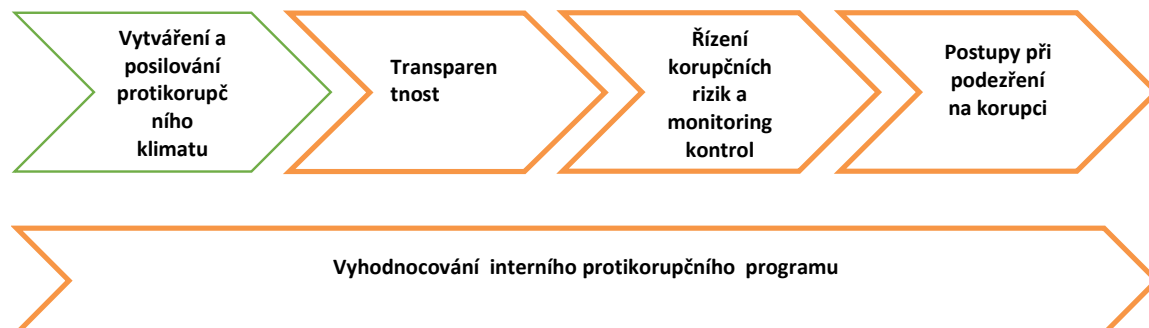 Vytváření a
posilování
protikorupč
ního
klimatu
Transparen
tnost
Řízení
korupčních
rizik a
monitoring
kontrol
Postupy při
podezření
na korupci
Vyhodnocování interního protikorupčního programu